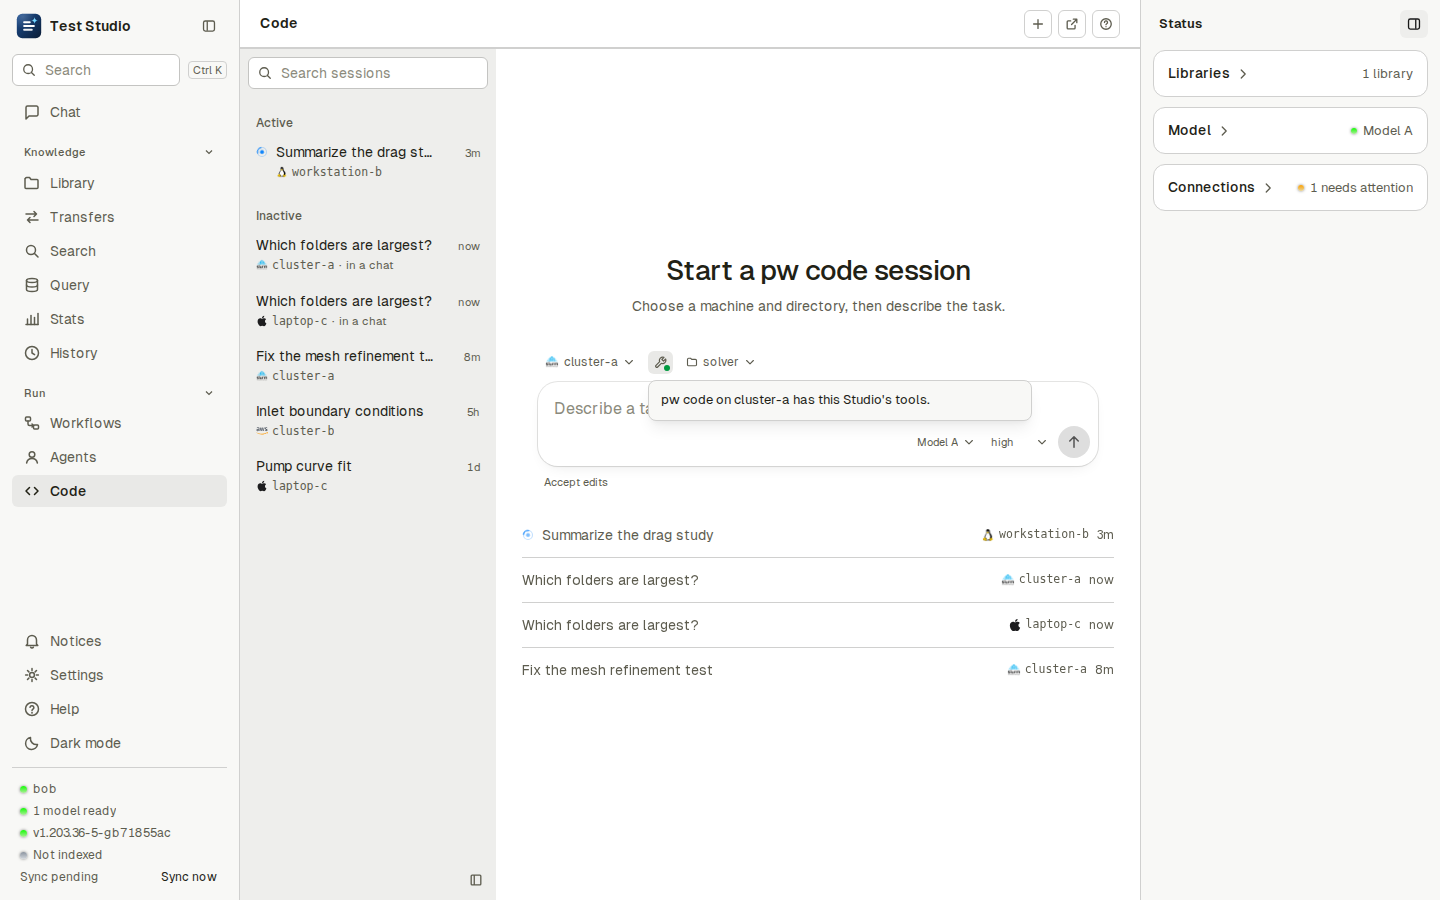 Test Studio
Search
Ctrl K
Chat
Knowledge
Library
Transfers
Search
Query
Stats
History
Run
Workflows
Agents
Code
Notices
Settings
Help
Dark mode
bob
1 model ready
v1.203.36-5-gb71855ac
Not indexed
Sync pending
Sync now
Code
Search sessions
Active
Summarize the drag st...
3m
workstation-b
Inactive
Which folders are largest?
now
cluster-a · in a chat
Which folders are largest?
now
laptop-c · in a chat
Fix the mesh refinement t...
8m
cluster-a
Inlet boundary conditions
5h
aws cluster-b
Pump curve fit
1d
laptop-c
Start a pw code session
Choose a machine and directory, then describe the task.
cluster-a
solver
pw code on cluster-a has this Studio's tools.
Describe a
Model A
high
Accept edits
Summarize the drag study
workstation-b 3m
Which folders are largest?
cluster-a now
Which folders are largest?
laptop-c now
Fix the mesh refinement test
cluster-a 8m
Status
Libraries
1 library
Model
Model A
Connections
1 needs attention